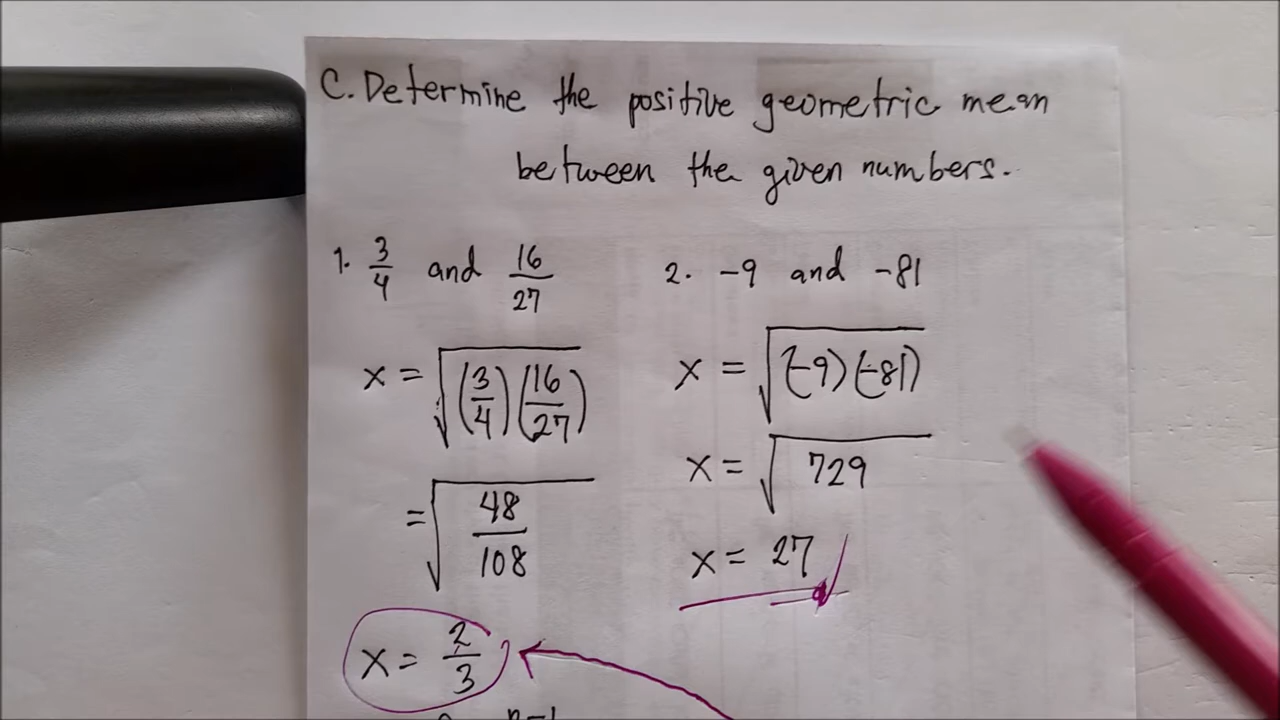 C. Determine the positive geometric mean
between the given numbers.
1. 3/4 and 16/27
x = √(3/4)(16/27)
= √48/108
x = 2/3
2. -9 and -81
x = √(-9)(-81)
x = √729
x = 27
n-1